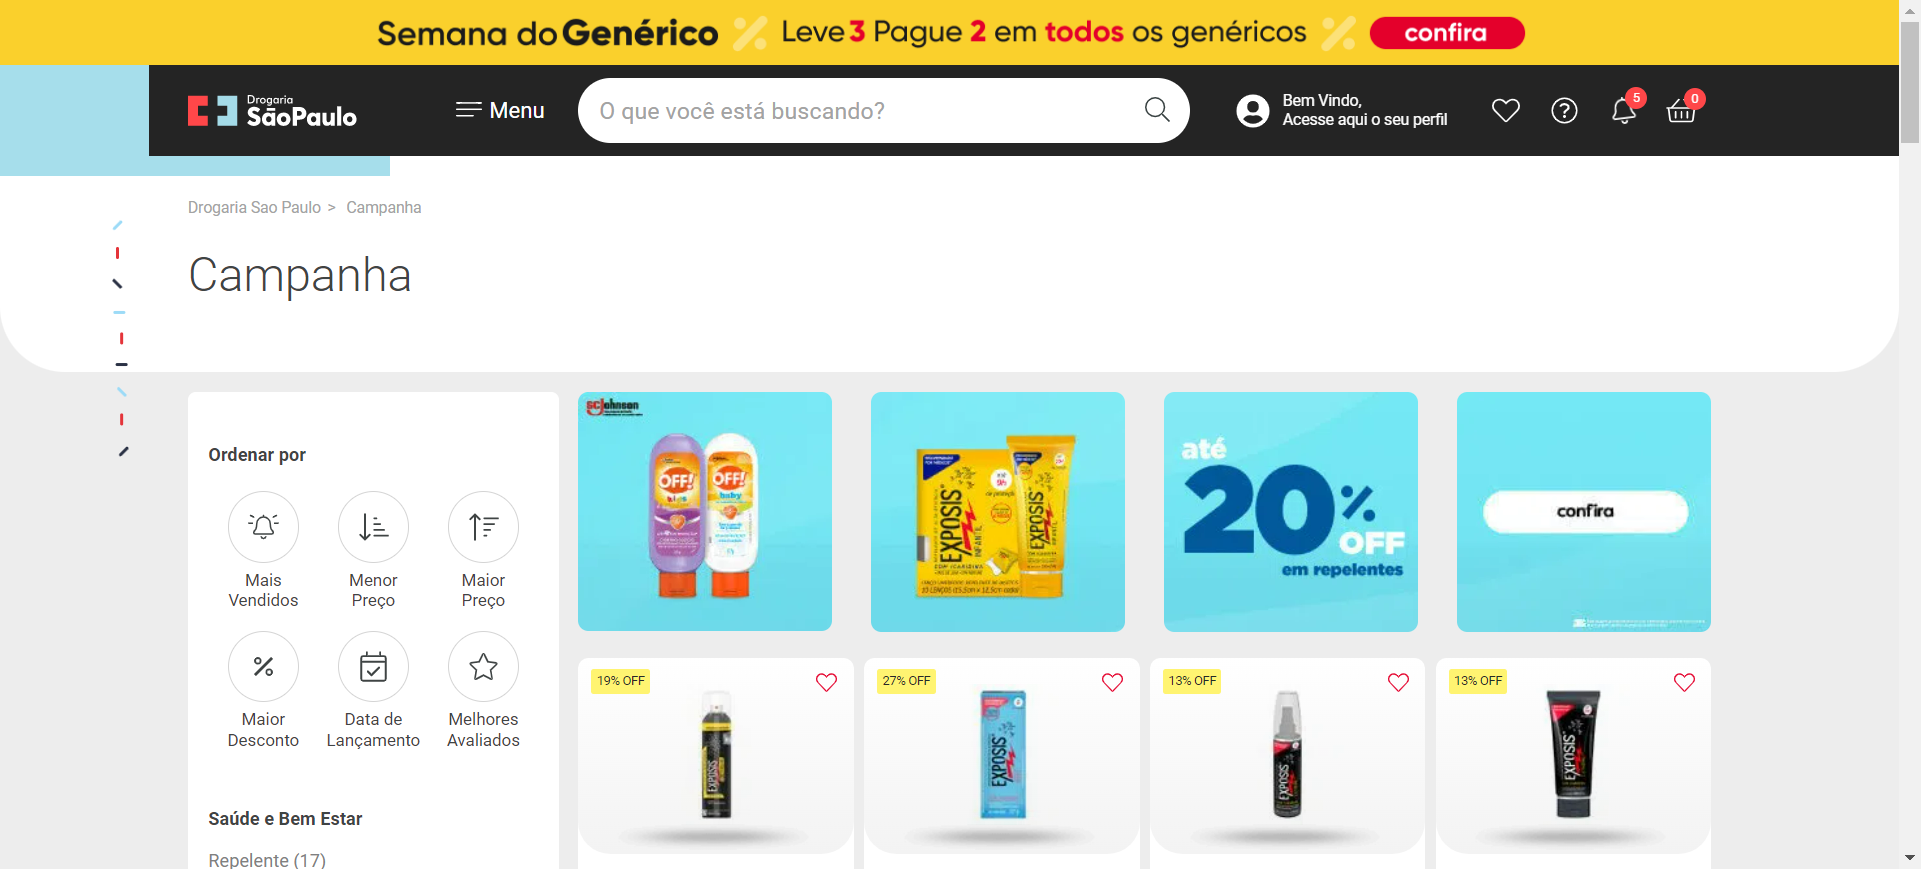 Semana do Genérico Leve 3 Pague 2 em todos os genéricos confira
Drogaria
SãoPaulo
Menu
O que você está buscando?
Bem Vindo,
Acesse aqui o seu perfil
5
0
Drogaria Sao Paulo > Campanha
Campanha
Ordenar por
Mais
Vendidos
Menor
Preço
Maior
Preço
Maior
Desconto
Data de
Lançamento
Melhores
Avaliados
Saúde e Bem Estar
Repelente (17)
SC Johnson
OFF!
kids
OFF!
baby
EXPOSIS
INFANTIL
COM ICARIDINA
EXPOSIS
INFANTIL
até
20%
OFF
em repelentes
confira
19% OFF
EXPOSIS
27% OFF
EXPOSIS
13% OFF
EXPOSIS
13% OFF
EXPOSIS